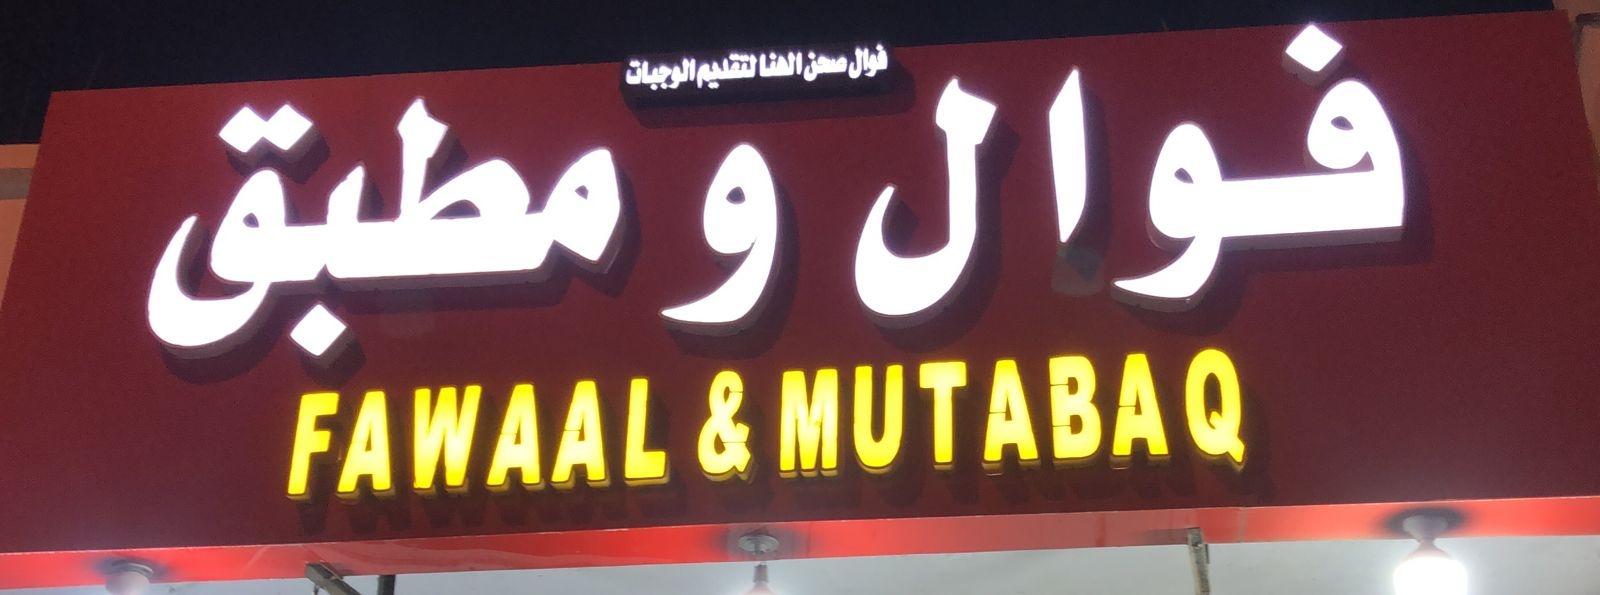 فوال صحن الهنا لتقديم الوجبات
فوال و مطبق
FAWAAL & MUTABAQ